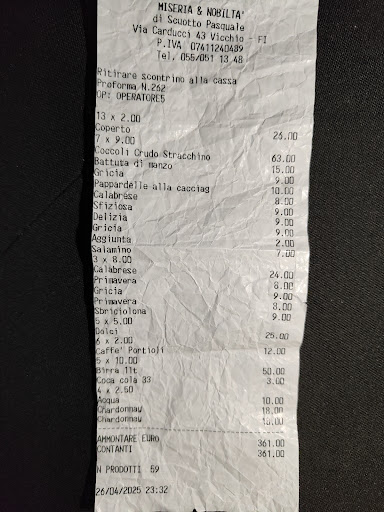 MISERIA & NOBILTA'
di Scuotto Pasquale
Via Carducci 43 Vicchio - FI
P.IVA 07411240489
Tel. 055/051 13 48
Ritirare scontrino alla cassa
Proforma N.262
OP: OPERATORE5
13 x 2.00
Coperto 26.00
7 x 9.00
Coccoli Crudo Stracchino 63.00
Battuta di manzo 15.00
Gricia 9.00
Pappardelle alla cacciag 10.00
Calabrese 8.00
Sfiziosa 9.00
Delizia 9.00
Gricia 9.00
Aggiunta 2.00
Salamino 7.00
3 x 8.00
Calabrese 24.00
Primavera 8.00
Gricia 9.00
Primavera 8.00
Sbriciolona 9.00
5 x 5.00
Dolci 25.00
6 x 2.00
Caffe' Portioli 12.00
5 x 10.00
Birra 1lt 50.00
Coca cola 33 3.00
4 x 2.50
Acqua 10.00
Chardonnay 18.00
Chardonnay 18.00
AMMONTARE EURO 361.00
CONTANTI 361.00
N PRODOTTI 59
26/04/2025 23:32